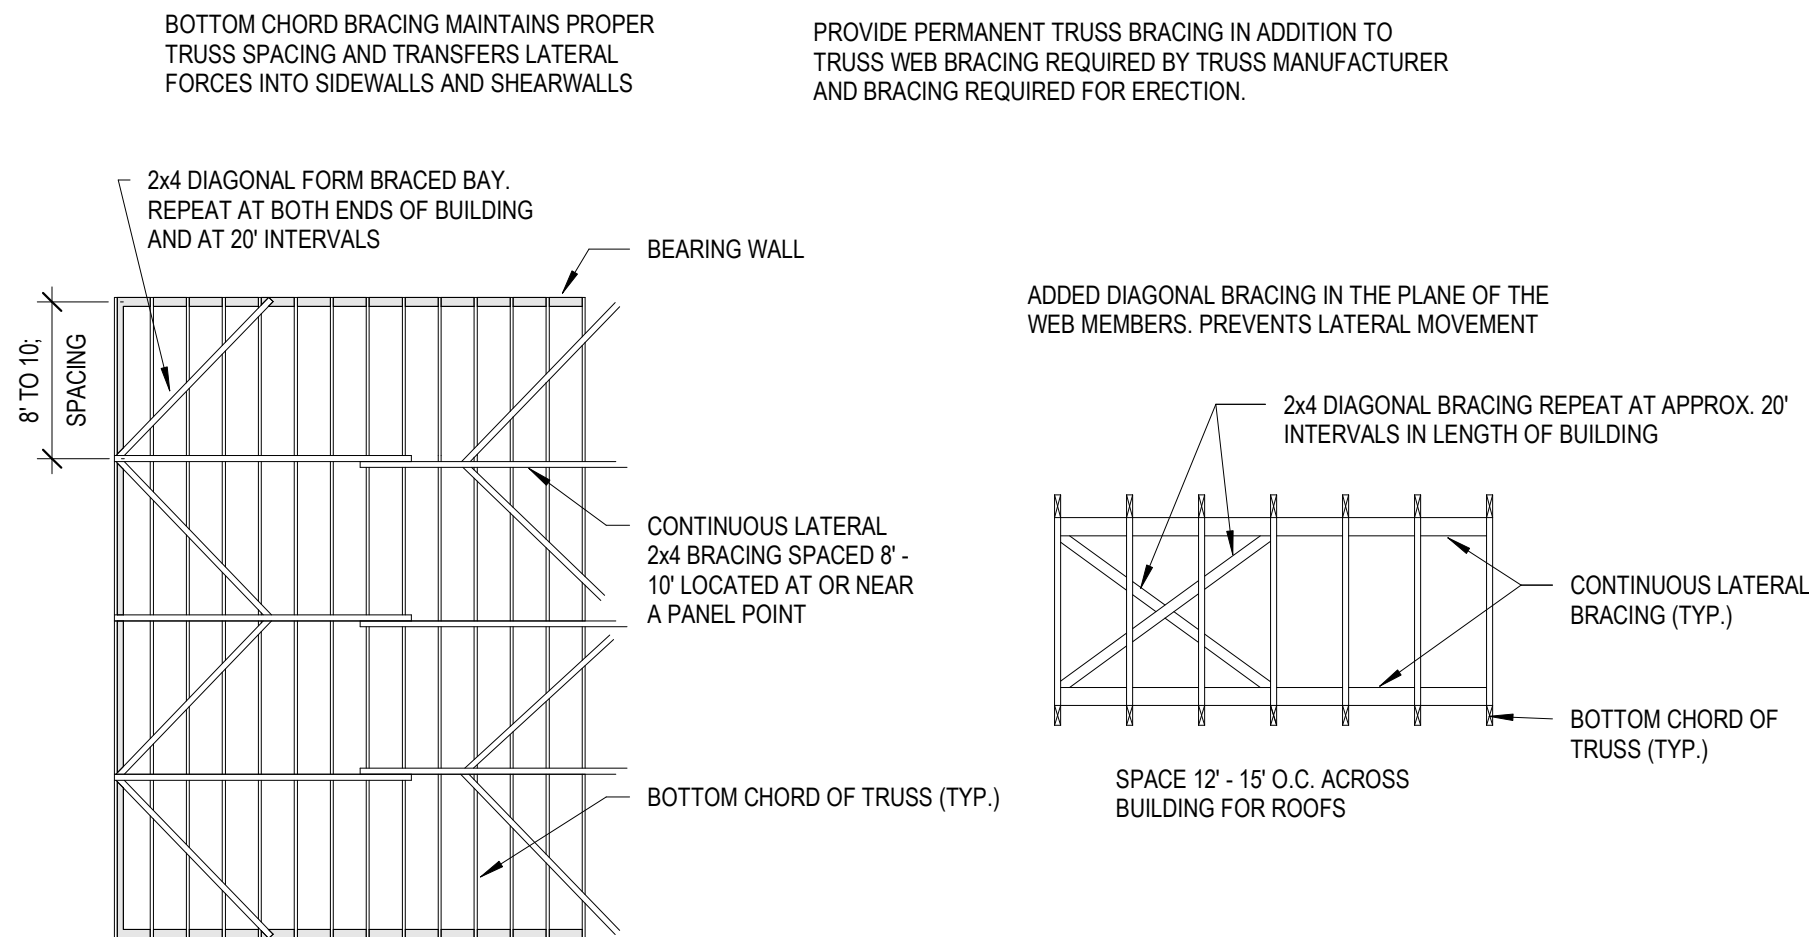 BOTTOM CHORD BRACING MAINTAINS PROPER
TRUSS SPACING AND TRANSFERS LATERAL
FORCES INTO SIDEWALLS AND SHEARWALLS
PROVIDE PERMANENT TRUSS BRACING IN ADDITION TO
TRUSS WEB BRACING REQUIRED BY TRUSS MANUFACTURER
AND BRACING REQUIRED FOR ERECTION.
2x4 DIAGONAL FORM BRACED BAY.
REPEAT AT BOTH ENDS OF BUILDING
AND AT 20' INTERVALS
BEARING WALL
8' TO 10;
SPACING
CONTINUOUS LATERAL
2x4 BRACING SPACED 8' -
10' LOCATED AT OR NEAR
A PANEL POINT
BOTTOM CHORD OF TRUSS (TYP.)
ADDED DIAGONAL BRACING IN THE PLANE OF THE
WEB MEMBERS. PREVENTS LATERAL MOVEMENT
2x4 DIAGONAL BRACING REPEAT AT APPROX. 20'
INTERVALS IN LENGTH OF BUILDING
CONTINUOUS LATERAL
BRACING (TYP.)
BOTTOM CHORD OF
TRUSS (TYP.)
SPACE 12' - 15' O.C. ACROSS
BUILDING FOR ROOFS